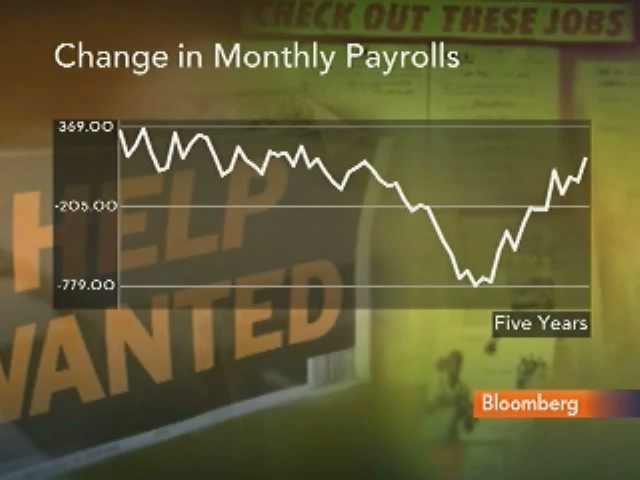 CHECK OUT THESE JOBS
Change in Monthly Payrolls
369.00
-205.00
-779.00
HELP
WANTED
Five Years
Bloomberg